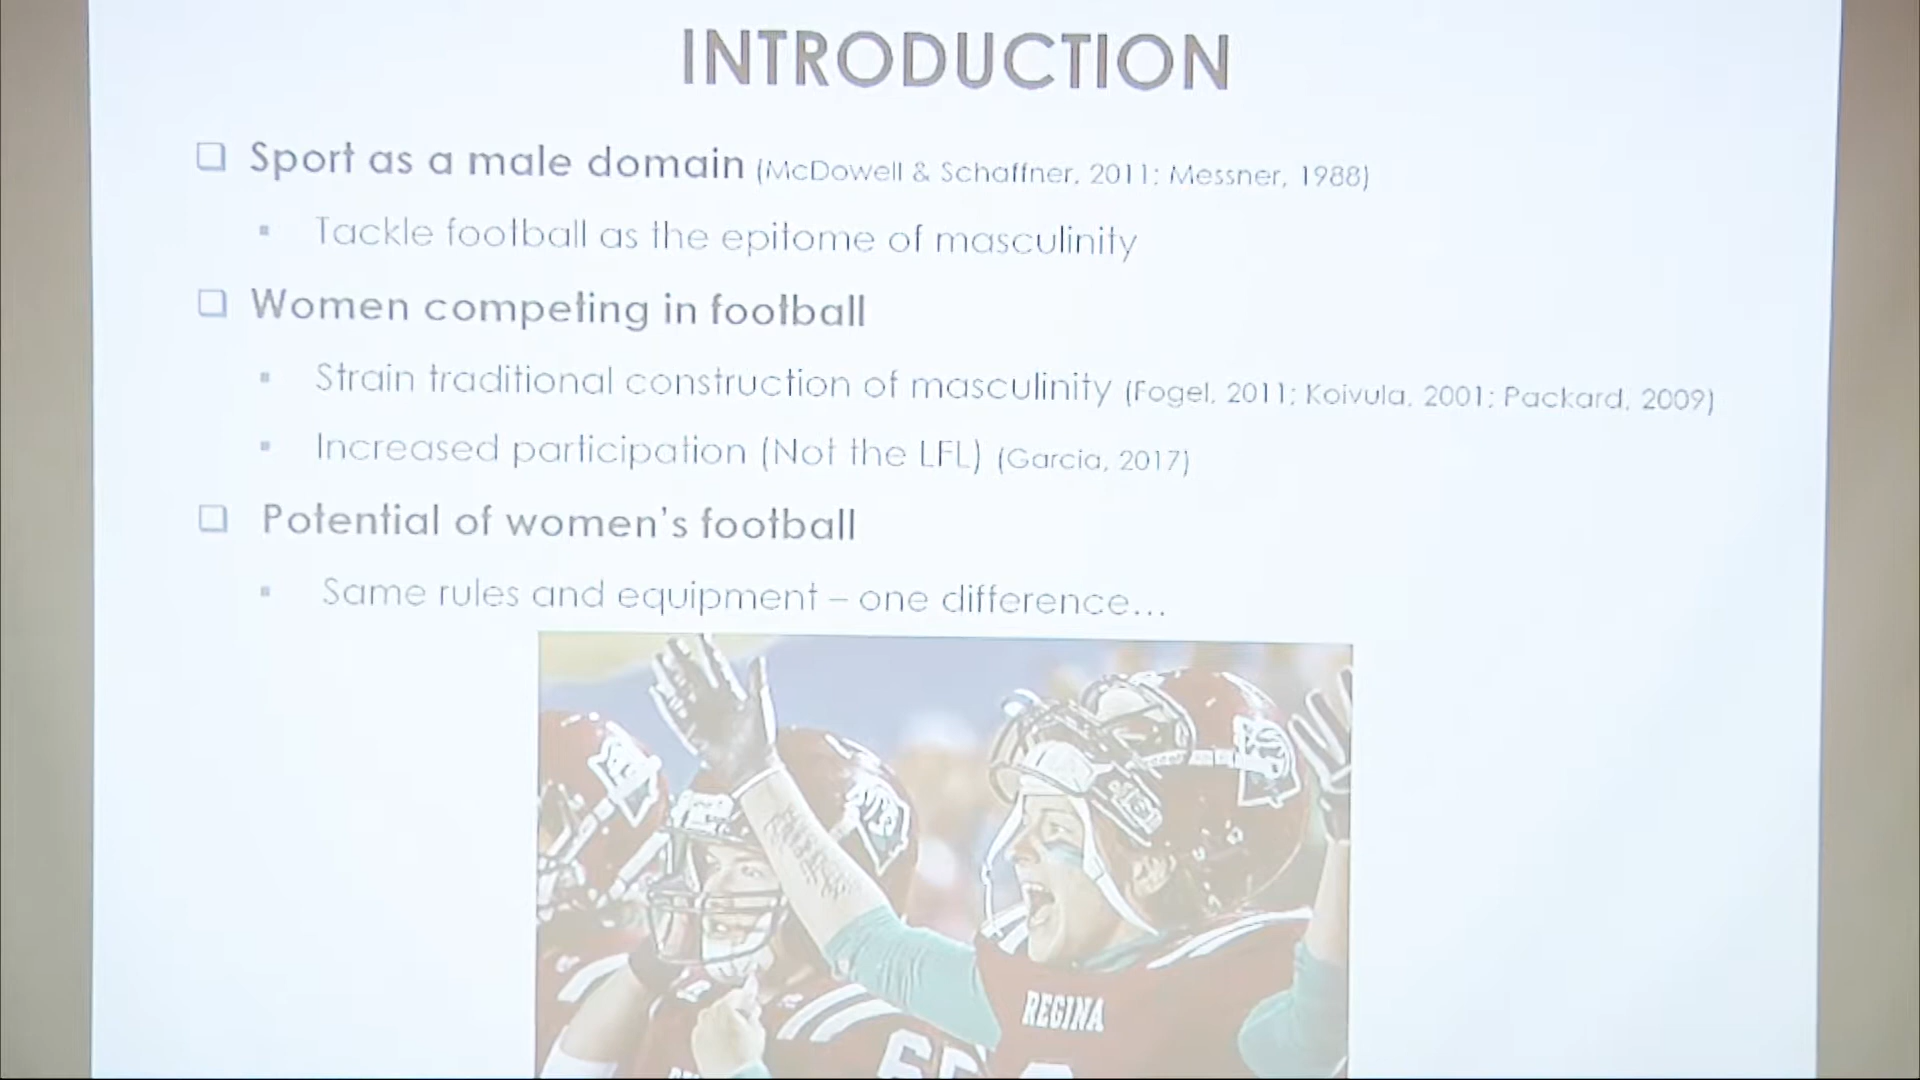 INTRODUCTION
❑ Sport as a male domain (McDowell & Schaffner, 2011; Messner, 1988)
▪ Tackle football as the epitome of masculinity
❑ Women competing in football
▪ Strain traditional construction of masculinity (Fogel, 2011; Koivula, 2001; Packard, 2009)
▪ Increased participation (Not the LFL) (Garcia, 2017)
❑ Potential of women's football
▪ Same rules and equipment – one difference...
REGINA